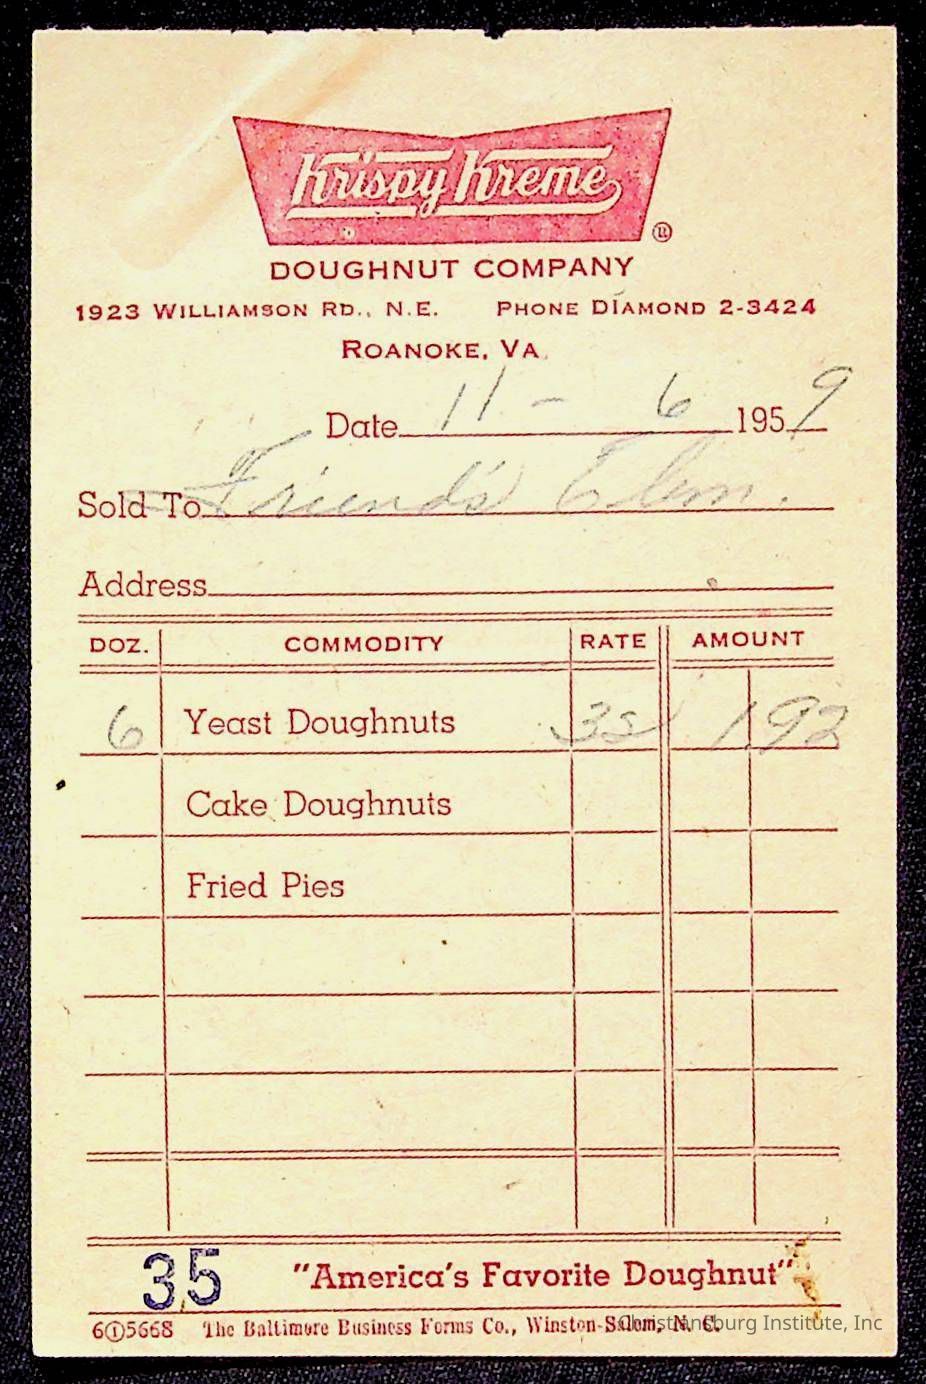 Krispy Kreme ®
DOUGHNUT COMPANY
1923 WILLIAMSON RD., N.E. PHONE DIAMOND 2-3424
ROANOKE, VA.
Date 11 - 6 1959
Sold To Friends Elem.
Address
DOZ. COMMODITY RATE AMOUNT
6 Yeast Doughnuts 32 1.92
Cake Doughnuts
Fried Pies
35 "America's Favorite Doughnut"
6①5668 The Baltimore Business Forms Co., Winston-Salem, N. C.
Christiansburg Institute, Inc